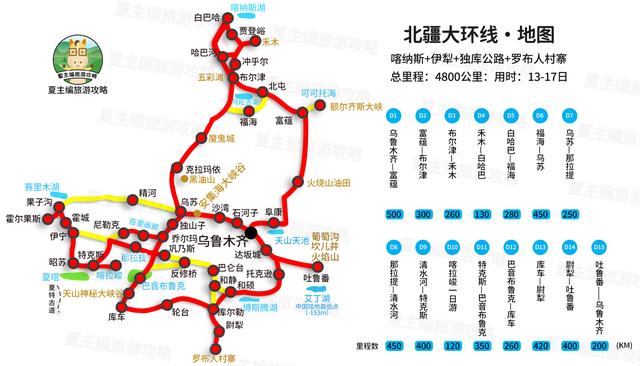 北疆大环线·地图
喀纳斯+伊犁+独库公路+罗布人村寨
总里程：4800公里：用时：13-17日
夏主编旅游攻略
夏主编旅游攻略
喀纳斯湖
白巴哈
贾登峪
禾木
哈巴河
冲乎尔
五彩滩
布尔津
北屯
可可托海
额尔齐斯大峡
乌伦古湖
福海
富蕴
魔鬼城
克拉玛依
黑油山
安集海大峡谷
火烧山油田
赛里木湖
精河
乌苏
沙湾
石河子
阜康
果子沟
霍尔果斯
霍城
尼勒克
百里画廊
独山子
乔尔玛
乌鲁木齐
天山天池
葡萄沟
坎儿井
火焰山
伊宁
特克斯
那拉提
巩乃斯
达坂城
昭苏
喀拉峻
反修桥
巴仑台
托克逊
吐鲁番
夏塔
夏特古道
天山神秘大峡谷
巴音布鲁克
和静
和硕
艾丁湖
中国陆地最低点
(-153m)
博斯腾湖
库车
轮台
库尔勒
尉犁
罗布人村寨
D1 D2 D3 D4 D5 D6 D7
乌鲁木齐—富蕴
富蕴—布尔津
布尔津—禾木
禾木—白哈巴
白哈巴—福海
福海—乌苏
乌苏—那拉提
500 300 260 130 280 450 250
D8 D9 D10 D11 D12 D13 D14 D15
那拉提—清水河
清水河—特克斯
喀拉峻一日游
特克斯—巴音布鲁克
巴音布鲁克—库车
库车—尉犁
尉犁—吐鲁番
吐鲁番——乌鲁木齐
里程数 450 400 120 350 260 420 400 200 (KM)